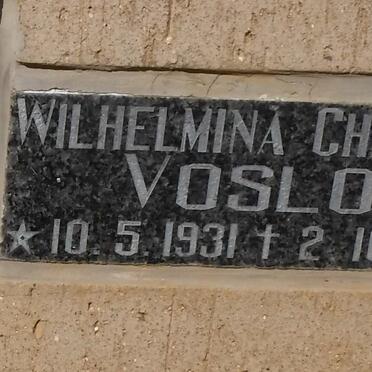 WILHELMINA CH
VOSLO
* 10.5.1931 † 2 1